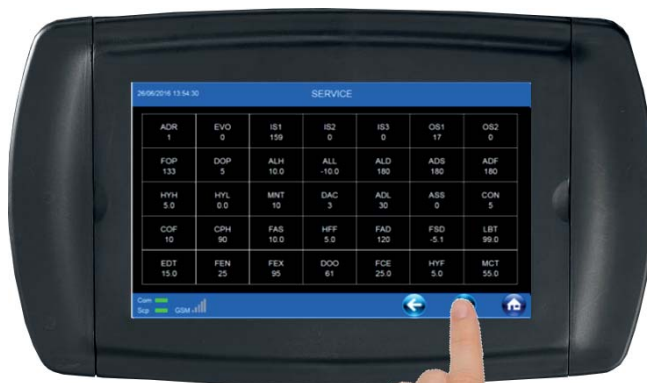 26/06/2016 13:54:30 SERVICE
ADR EVO IS1 IS2 IS3 OS1 OS2
1 0 159 0 0 17 0
FOP DOP ALH ALL ALD ADS ADF
133 5 10.0 -10.0 180 180 180
HYH HYL MNT DAC ADL ASS CON
5.0 0.0 10 3 30 0 5
COF CPH FAS HFF FAD FSD LBT
10 90 10.0 5.0 120 -5.1 99.0
EDT FEN FEX DOO FCE HYF MCT
15.0 25 95 61 25.0 5.0 55.0
Com
Scp GSM